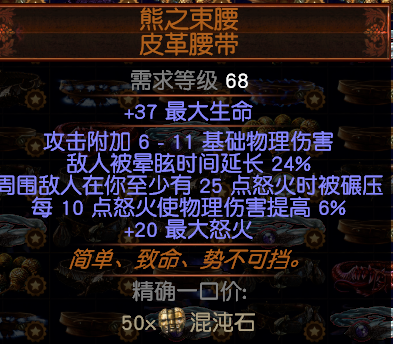 熊之束腰
皮革腰带
需求等级 68
+37 最大生命
攻击附加 6 - 11 基础物理伤害
敌人被晕眩时间延长 24%
周围敌人在你至少有 25 点怒火时被碾压
每 10 点怒火使物理伤害提高 6%
+20 最大怒火
简单、致命、势不可挡。
精确一口价:
50x 混沌石